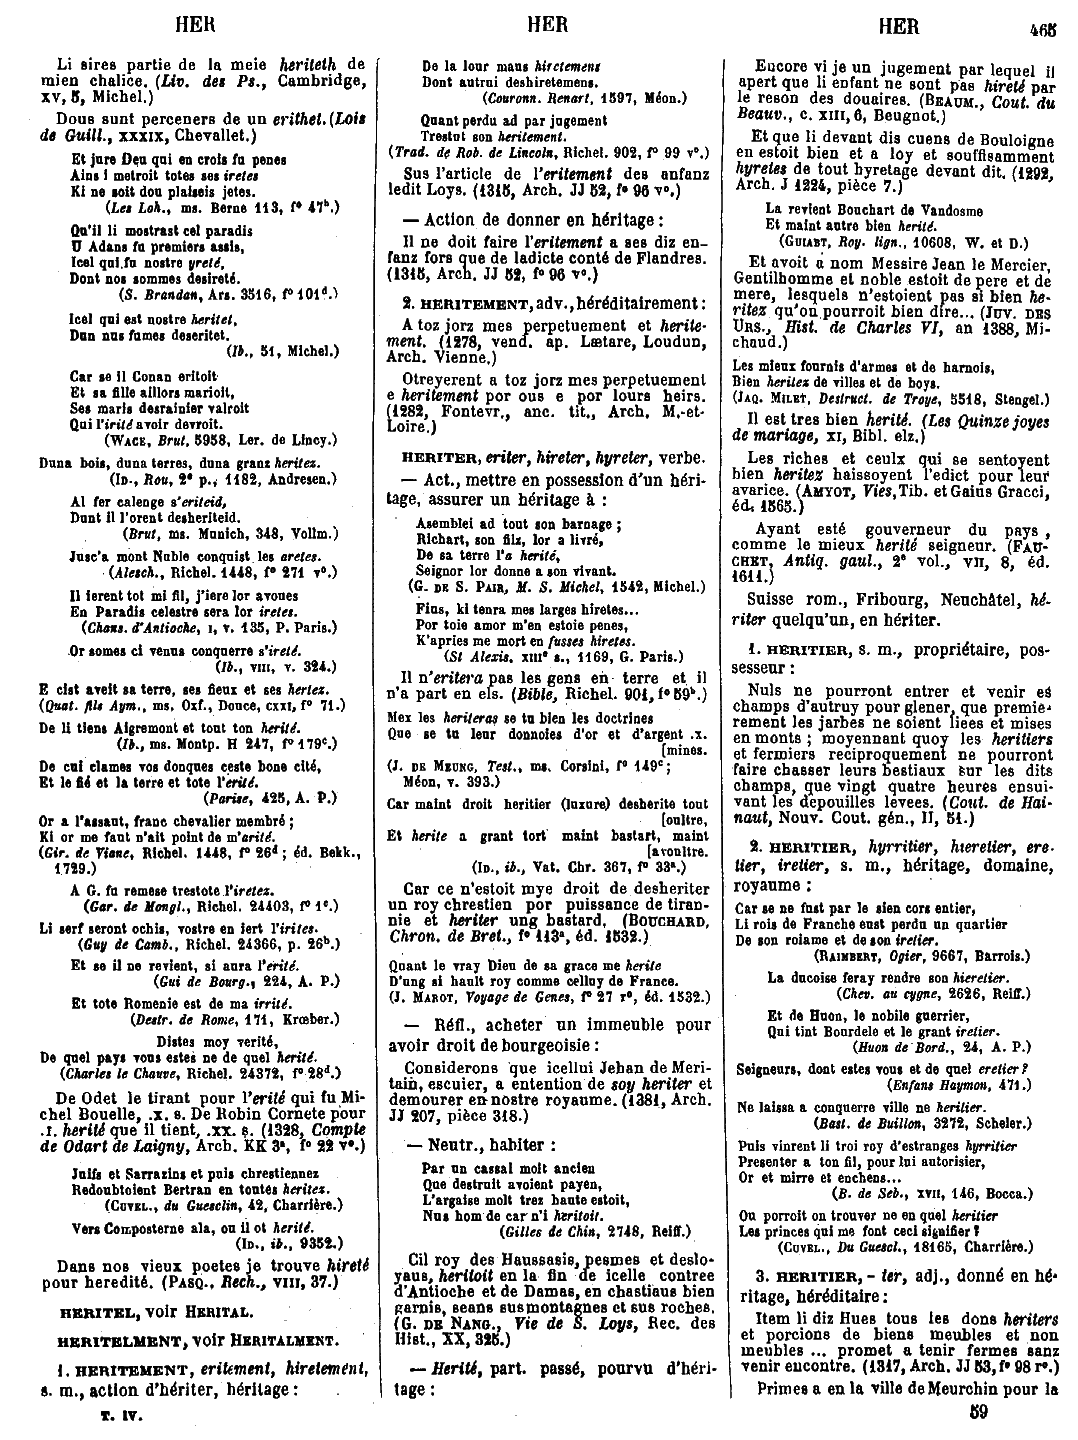 HER
HER
HER
465
Li sires partie de la meie heriteth de
mien chalice. (Liv. des Ps., Cambridge,
XV, 5, Michel.)
Dous sunt perceners de un erithet. (Lois
de Guill., XXXIX, Chevallet.)
Et jure Deu qui en crois fu penes
Ains i metroit totes ses iretes
Ki ne soit dou plaiseis jetes.
(Les Loh., ms. Berne 113, f° 47b.)
Qu'il li mostrast cel paradis
U Adans fu premiers assis,
Icel qui fu nostre yreté,
Dont nos sommes desireté.
(S. Brandan, Ars. 3516, f° 101d.)
Icel qui est nostre heritet,
Dun nus fumes deseritet.
(Ib., 51, Michel.)
Car se il Conan eritoit
Et sa fille aillors marioit,
Ses maris desrainier valroit
Qui l'irité avoir devroit.
(WACE, Brut, 5958, Ler. de Lincy.)
Duna bois, duna terres, duna granz heritez.
(ID., Rou, 2e p., 1182, Andresen.)
Al fer calenge s'eriteid,
Dunt il l'orent desheriteid.
(Brut, ms. Munich, 348, Vollm.)
Jusc'a mont Nuble conquist les aretes.
(Alesch., Richel. 1448, f° 271 v°.)
Il ierent tot mi fil, j'iere lor avoues
En Paradis celestre sera lor iretes.
(Chans. d'Antioche, I, v. 135, P. Paris.)
Or somes ci venus conquerre s'ireté.
(Ib., VIII, v. 324.)
E cist aveit sa terre, ses fieux et ses hertez.
(Quat. fils Aym., ms. Oxf., Douce, CXXI, f° 71.)
De li tiens Aigremont et tout ton herité.
(Ib., ms. Montp. H 247, f° 179c.)
De cui clames vos donques ceste bone cité,
Et le fié et la terre et tote l'erité.
(Parise, 425, A. P.)
Or a l'assaut, franc chevalier membré ;
Ki or me faut n'ait point de m'arité.
(Gir. de Viane, Richel. 1448, f° 26d ; éd. Bekk.,
1729.)
A G. fu remese trestote l'iretez.
(Gar. de Mongl., Richel. 24403, f° 1c.)
Li serf seront ochis, vostre en iert l'irites.
(Guy de Camb., Richel. 24366, p. 26b.)
Et se il ne revient, si aura l'erité.
(Gui de Bourg., 224, A. P.)
Et tote Romenie est de ma irrité.
(Destr. de Rome, 171, Krœber.)
Distes moy verité,
De quel pays vous estes ne de quel herité.
(Charles le Chauve, Richel. 24372, f° 28d.)
De Odet le tirant pour l'erité qui fu Mi-
chel Bouelle, .X. s. De Robin Cornete pour
.I. herité que il tient, .XX. s. (1328, Compte
de Odart de Laigny, Arch. KK 3a, f° 22 v°.)
Juifs et Sarrazins et puis chrestiennez
Redoubtoient Bertran en toutes heritez.
(CUVEL., du Guesclin, 42, Charrière.)
Vers Composterne ala, ou il ot herité.
(ID., ib., 9352.)
Dans nos vieux poetes je trouve hireté
pour heredité. (PASQ., Rech., VIII, 37.)
HERITEL, voir HERITAL.
HERITELMENT, voir HERITALMENT.
1. HERITEMENT, eritement, hiretement,
s. m., action d'hériter, héritage :
T. IV.
De la lour maus hiretemens
Dont autrui deshiretemens.
(Couronn. Renart, 1597, Méon.)
Quant perdu ad par jugement
Trestut son heritement.
(Trad. de Rob. de Lincoln, Richel. 902, f° 99 v°.)
Sus l'article de l'eritement des anfanz
ledit Loys. (1315, Arch. JJ 52, f° 96 v°.)
— Action de donner en héritage :
Il ne doit faire l'eritement a ses diz en-
fanz fors que de ladicte conté de Flandres.
(1315, Arch. JJ 52, f° 96 v°.)
2. HERITEMENT, adv., héréditairement :
A toz jorz mes perpetuement et herite-
ment. (1278, vend. ap. Lætare, Loudun,
Arch. Vienne.)
Otreyerent a toz jorz mes perpetuement
e heritement por ous e por lours heirs.
(1282, Fontevr., anc. tit., Arch. M.-et-
Loire.)
HERITER, eriter, hireter, hyreter, verbe.
— Act., mettre en possession d'un héri-
tage, assurer un héritage à :
Asemblei ad tout son barnage ;
Richart, son filz, lor a livré,
De sa terre l'a herité,
Seignor lor donne a son vivant.
(G. DE S. PAIR, M. S. Michel, 1542, Michel.)
Fius, ki tenra mes larges hiretes...
Por toie amor m'en estoie penes,
K'apries me mort en fusses hiretes.
(St Alexis, XIIIe s., 1169, G. Paris.)
Il n'eritera pas les gens en terre et il
n'a part en els. (Bible, Richel. 901, f° 59b.)
Mex les heriteras se tu bien les doctrines
Que se tu leur donnoies d'or et d'argent .X.
[mines.
(J. DE MEUNG, Test., ms. Corsini, f° 149c ;
Méon, v. 393.)
Car maint droit heritier (luxure) desherite tout
[oultre,
Et herite a grant tort maint bastart, maint
[avoultre.
(ID., ib., Vat. Chr. 367, f° 33a.)
Car ce n'estoit mye droit de desheriter
un roy chrestien por puissance de tiran-
nie et heriter ung bastard, (BOUCHARD,
Chron. de Bret., f° 113a, éd. 1532.)
Quant le vray Dieu de sa grace me herite
D'ung si hault roy comme celluy de France.
(J. MAROT, Voyage de Genes, f° 27 r°, éd. 1532.)
— Réfl., acheter un immeuble pour
avoir droit de bourgeoisie :
Considerons que icellui Jehan de Meri-
tain, escuier, a entention de soy heriter et
demourer en nostre royaume. (1381, Arch.
JJ 207, pièce 318.)
— Neutr., habiter :
Par un cassal molt ancien
Que destruit avoient payen,
L'argaise molt trez haute estoit,
Nus hom de car n'i heritoit.
(Gilles de Chin, 2748, Reiff.)
Cil roy des Haussasis, pesmes et deslo-
yaus, heritoit en la fin de icelle contree
d'Antioche et de Damas, en chastiaus bien
garnis, seans sus montagnes et sus roches.
(G. DE NANG., Vie de S. Loys, Rec. des
Hist., XX, 325.)
— Herité, part. passé, pourvu d'héri-
tage :
Encore vi je un jugement par lequel il
apert que li enfant ne sont pas hireté par
le reson des douaires. (BEAUM., Cout. du
Beauv., c. XIII, 6, Beugnot.)
Et que li devant dis cuens de Bouloigne
en estoit bien et a loy et souffisamment
hyretes de tout hyretage devant dit. (1292,
Arch. J 1224, pièce 7.)
La revient Bouchart de Vandosme
Et maint autre bien herité.
(GUIART, Roy. lign., 10608, W. et D.)
Et avoit a nom Messire Jean le Mercier,
Gentilhomme et noble estoit de pere et de
mere, lesquels n'estoient pas si bien he-
ritez qu'on pourroit bien dire... (JUV. DES
URS., Hist. de Charles VI, an 1388, Mi-
chaud.)
Les mieux fournis d'armes et de harnois,
Bien heritez de villes et de boys.
(JAQ. MILET, Destruct. de Troye, 5518, Stengel.)
Il est tres bien herité. (Les Quinze joyes
de mariage, XI, Bibl. elz.)
Les riches et ceulx qui se sentoyent
bien heritez haissoyent l'edict pour leur
avarice. (AMYOT, Vies, Tib. et Gaius Gracci,
éd. 1565.)
Ayant esté gouverneur du pays ,
comme le mieux herité seigneur. (FAU-
CHET, Antiq. gaul., 2e vol., VII, 8, éd.
1611.)
Suisse rom., Fribourg, Neuchâtel, hé-
riter quelqu'un, en hériter.
1. HERITIER, s. m., propriétaire, pos-
sesseur :
Nuls ne pourront entrer et venir es
champs d'autruy pour glener, que premie-
rement les jarbes ne soient liees et mises
en monts ; moyennant quoy les heritiers
et fermiers reciproquement ne pourront
faire chasser leurs bestiaux sur les dits
champs, que vingt quatre heures ensui-
vant les depouilles levees. (Cout. de Hai-
naut, Nouv. Cout. gén., II, 51.)
2. HERITIER, hyrritier, hieretier, ere-
tier, iretier, s. m., héritage, domaine,
royaume :
Car se ne fust par le sien cors entier,
Li rois de Franche eust perdu un quartier
De son roiame et de son iretier.
(RAIMBERT, Ogier, 9667, Barrois.)
La ducoise feray rendre son hieretier.
(Chev. au cygne, 2626, Reiff.)
Et de Huon, le nobile guerrier,
Qui tint Bourdele et le grant iretier.
(Huon de Bord., 24, A. P.)
Seigneurs, dont estes vous et de quel eretier ?
(Enfans Haymon, 471.)
Ne laissa a conquerre ville ne heritier.
(Bast. de Buillon, 3272, Scheler.)
Puis vinrent li troi roy d'estranges hyrritier
Presenter a ton fil, pour lui autorisier,
Or et mirre et enchens...
(B. de Seb., XVII, 146, Bocca.)
Ou porroit on trouver ne en quel heritier
Les princes qui me font ceci signifier ?
(CUVEL., Du Guescl., 18165, Charrière.)
3. HERITIER, - ter, adj., donné en hé-
ritage, héréditaire :
Item li diz Hues tous les dons heriters
et porcions de biens meubles et non
meubles ... promet a tenir fermes sanz
venir encontre. (1317, Arch. JJ 53, f° 98 r°.)
Primes a en la ville de Meurchin pour la
59